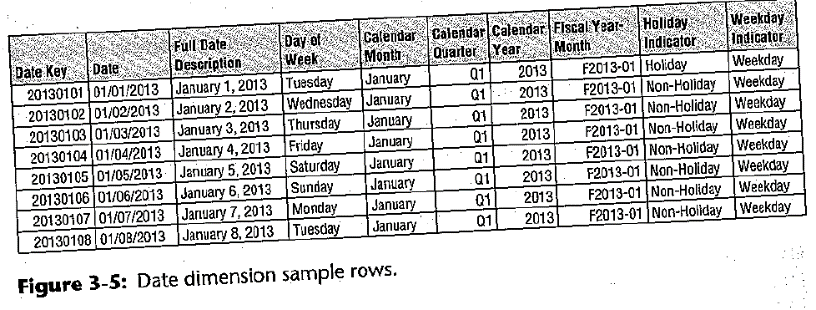 Date Key | Date | Full Date Description | Day of Week | Calendar Month | Calendar Quarter | Calendar Year | Fiscal Year-Month | Holiday Indicator | Weekday Indicator
20130101 | 01/01/2013 | January 1, 2013 | Tuesday | January | Q1 | 2013 | F2013-01 | Holiday | Weekday
20130102 | 01/02/2013 | January 2, 2013 | Wednesday | January | Q1 | 2013 | F2013-01 | Non-Holiday | Weekday
20130103 | 01/03/2013 | January 3, 2013 | Thursday | January | Q1 | 2013 | F2013-01 | Non-Holiday | Weekday
20130104 | 01/04/2013 | January 4, 2013 | Friday | January | Q1 | 2013 | F2013-01 | Non-Holiday | Weekday
20130105 | 01/05/2013 | January 5, 2013 | Saturday | January | Q1 | 2013 | F2013-01 | Non-Holiday | Weekday
20130106 | 01/06/2013 | January 6, 2013 | Sunday | January | Q1 | 2013 | F2013-01 | Non-Holiday | Weekday
20130107 | 01/07/2013 | January 7, 2013 | Monday | January | Q1 | 2013 | F2013-01 | Non-Holiday | Weekday
20130108 | 01/08/2013 | January 8, 2013 | Tuesday | January | Q1 | 2013 | F2013-01 | Non-Holiday | Weekday
Figure 3-5: Date dimension sample rows.